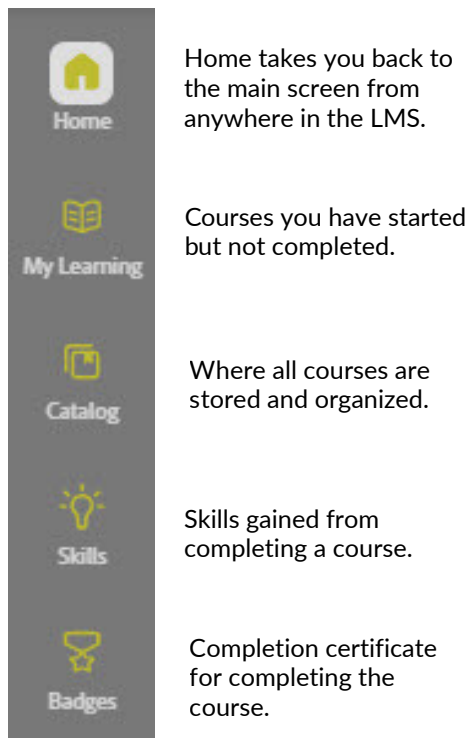 Home
Home takes you back to
the main screen from
anywhere in the LMS.
My Learning
Courses you have started
but not completed.
Catalog
Where all courses are
stored and organized.
Skills
Skills gained from
completing a course.
Badges
Completion certificate
for completing the
course.